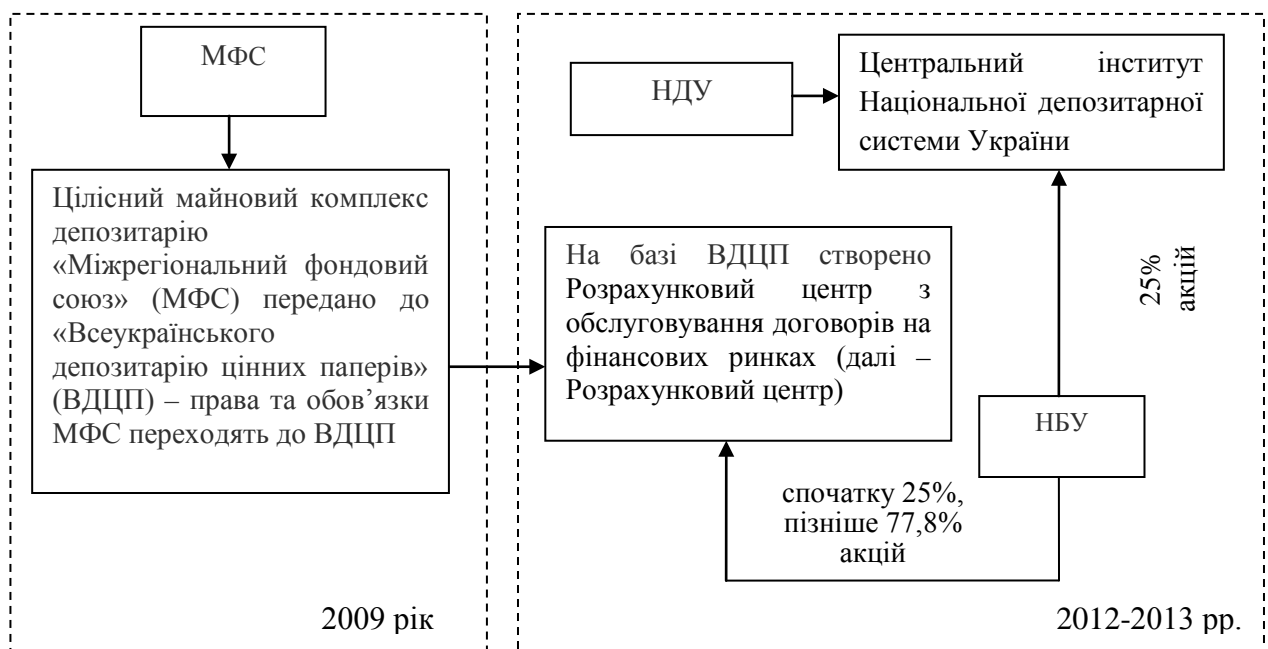 МФС
Цілісний майновий комплекс
депозитарію
«Міжрегіональний фондовий
союз» (МФС) передано до
«Всеукраїнського
депозитарію цінних паперів»
(ВДЦП) – права та обов’язки
МФС переходять до ВДЦП
2009 рік
НДУ
Центральний інститут
Національної депозитарної
системи України
На базі ВДЦП створено
Розрахунковий центр з
обслуговування договорів на
фінансових ринках (далі –
Розрахунковий центр)
25%
акцій
НБУ
спочатку 25%,
пізніше 77,8%
акцій
2012-2013 рр.